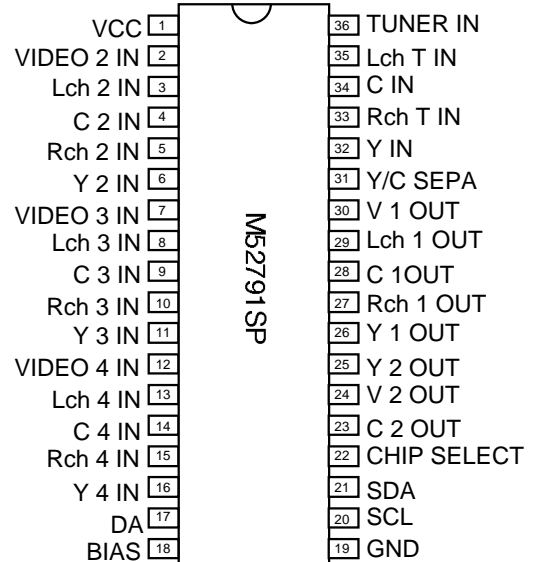 VCC 1 36 TUNER IN
VIDEO 2 IN 2 35 Lch T IN
Lch 2 IN 3 34 C IN
C 2 IN 4 33 Rch T IN
Rch 2 IN 5 32 Y IN
Y 2 IN 6 31 Y/C SEPA
VIDEO 3 IN 7 30 V 1 OUT
Lch 3 IN 8 29 Lch 1 OUT
C 3 IN 9 28 C 1OUT
Rch 3 IN 10 27 Rch 1 OUT
Y 3 IN 11 26 Y 1 OUT
VIDEO 4 IN 12 25 Y 2 OUT
Lch 4 IN 13 24 V 2 OUT
C 4 IN 14 23 C 2 OUT
Rch 4 IN 15 22 CHIP SELECT
Y 4 IN 16 21 SDA
DA 17 20 SCL
BIAS 18 19 GND
M52791SP